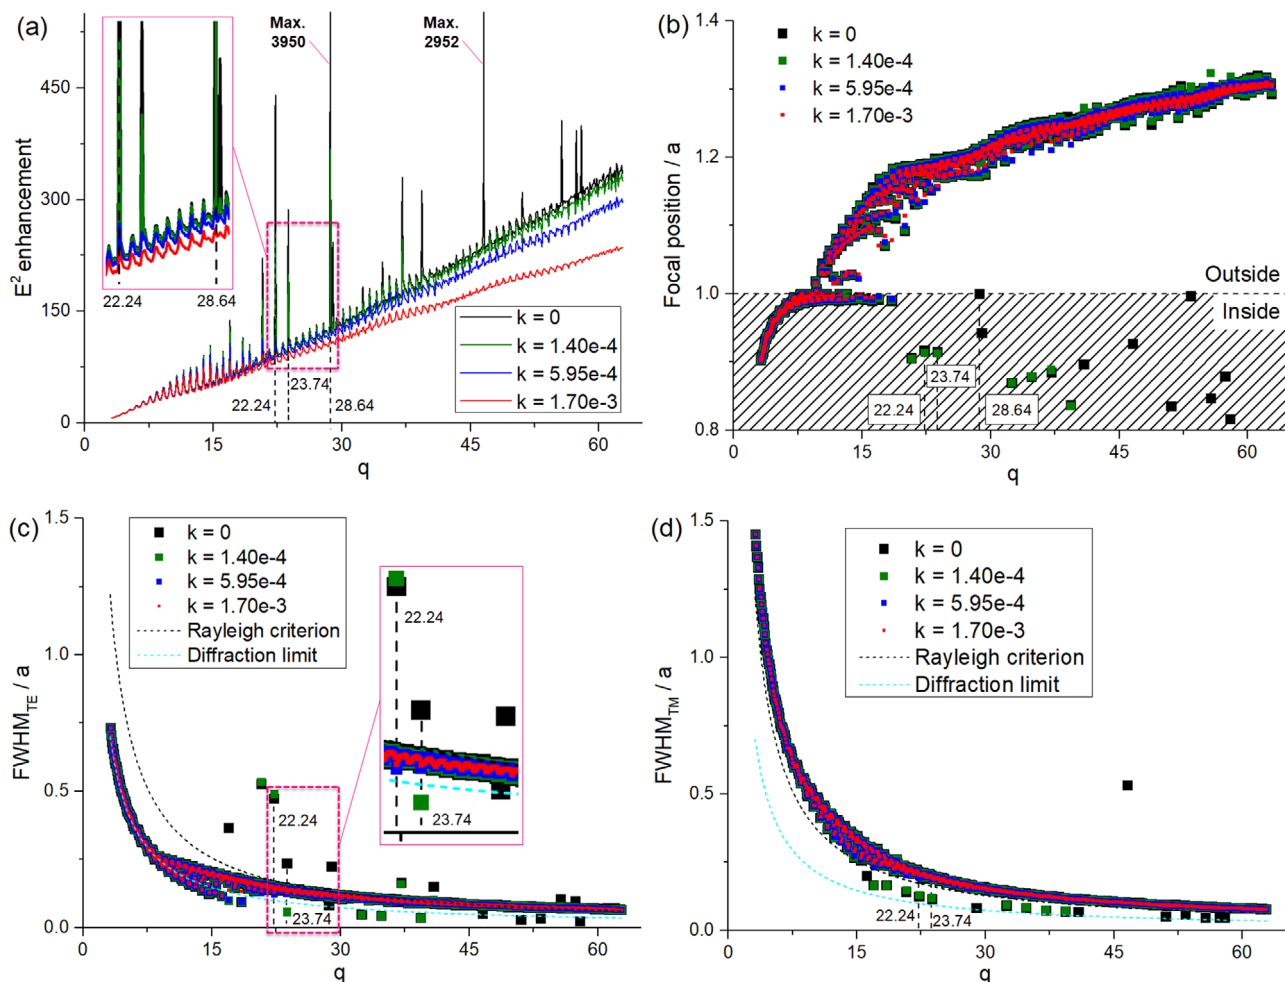 (a)
Max.
3950
Max.
2952
450
300
150
0
E² enhancement
22.24
28.64
23.74
22.24
28.64
k = 0
k = 1.40e-4
k = 5.95e-4
k = 1.70e-3
0
15
30
45
60
q
(b)
k = 0
k = 1.40e-4
k = 5.95e-4
k = 1.70e-3
1.4
1.2
1.0
0.8
Focal position / a
Outside
Inside
23.74
22.24
28.64
0
15
30
45
60
q
(c)
k = 0
k = 1.40e-4
k = 5.95e-4
k = 1.70e-3
Rayleigh criterion
Diffraction limit
1.5
1.0
0.5
0.0
FWHM_TE / a
22.24
23.74
22.24
23.74
0
15
30
45
60
q
(d)
k = 0
k = 1.40e-4
k = 5.95e-4
k = 1.70e-3
Rayleigh criterion
Diffraction limit
1.5
1.0
0.5
0.0
FWHM_TM / a
22.24
23.74
0
15
30
45
60
q